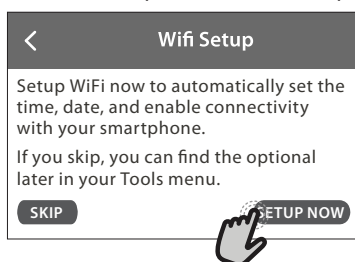 Wifi Setup
Setup WiFi now to automatically set the
time, date, and enable connectivity
with your smartphone.
If you skip, you can find the optional
later in your Tools menu.
SKIP
SETUP NOW